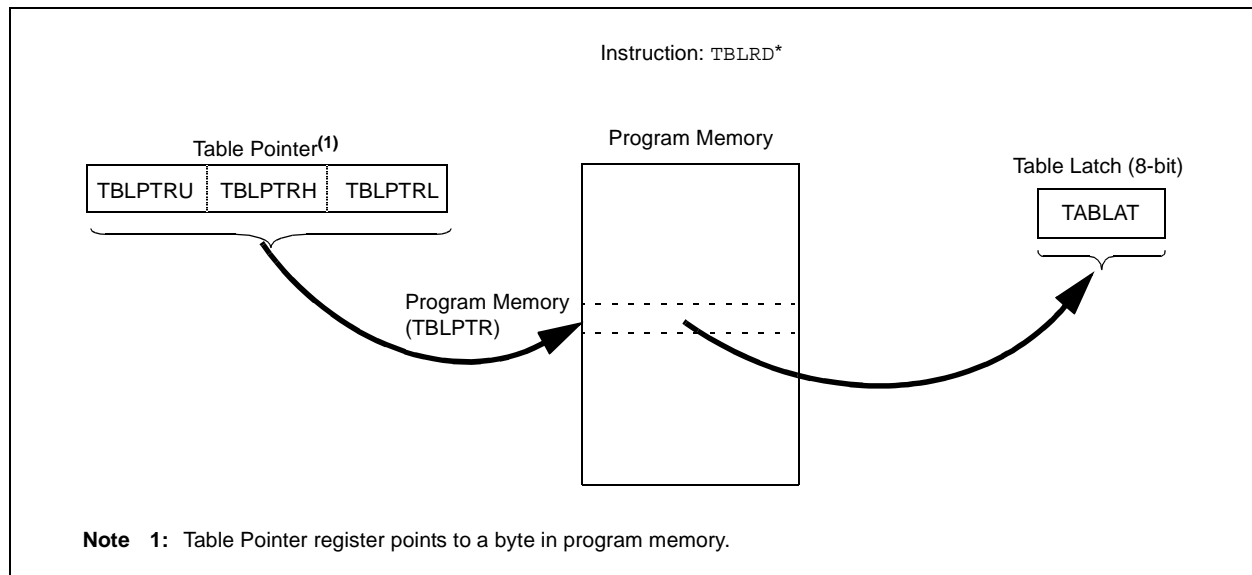 Instruction: TBLRD*
Table Pointer(1)
TBLPTRU TBLPTRH TBLPTRL
Program Memory
Table Latch (8-bit)
TABLAT
Program Memory
(TBLPTR)
Note 1: Table Pointer register points to a byte in program memory.